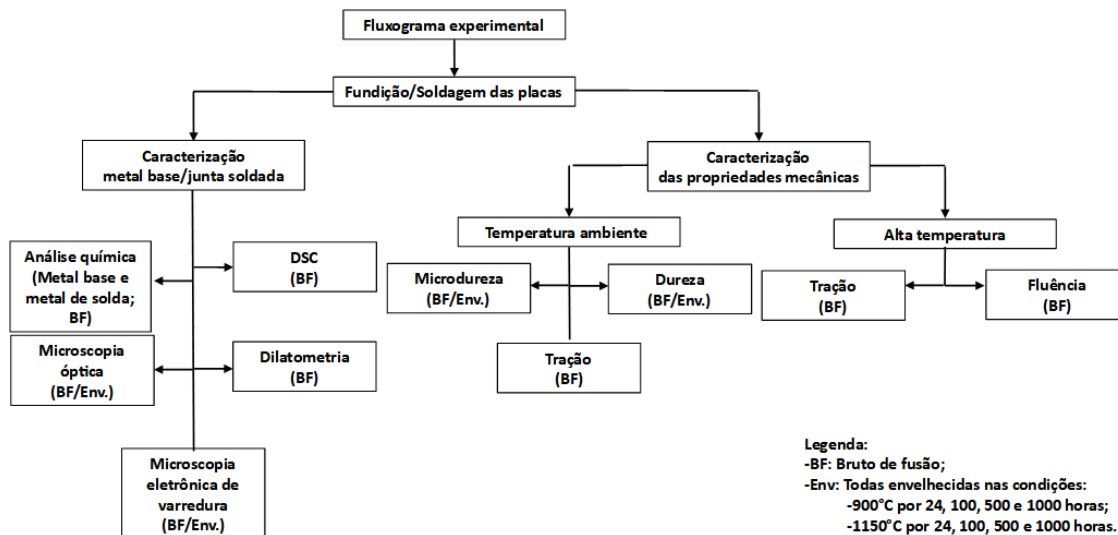 Fluxograma experimental
Fundição/Soldagem das placas
Caracterização
metal base/junta soldada
Caracterização
das propriedades mecânicas
Temperatura ambiente
Alta temperatura
Análise química
(Metal base e
metal de solda;
BF)
DSC
(BF)
Microdureza
(BF/Env.)
Dureza
(BF/Env.)
Tração
(BF)
Fluência
(BF)
Microscopia
óptica
(BF/Env.)
Dilatometria
(BF)
Tração
(BF)
Microscopia
eletrônica de
varredura
(BF/Env.)
Legenda:
-BF: Bruto de fusão;
-Env: Todas envelhecidas nas condições:
-900°C por 24, 100, 500 e 1000 horas;
-1150°C por 24, 100, 500 e 1000 horas.